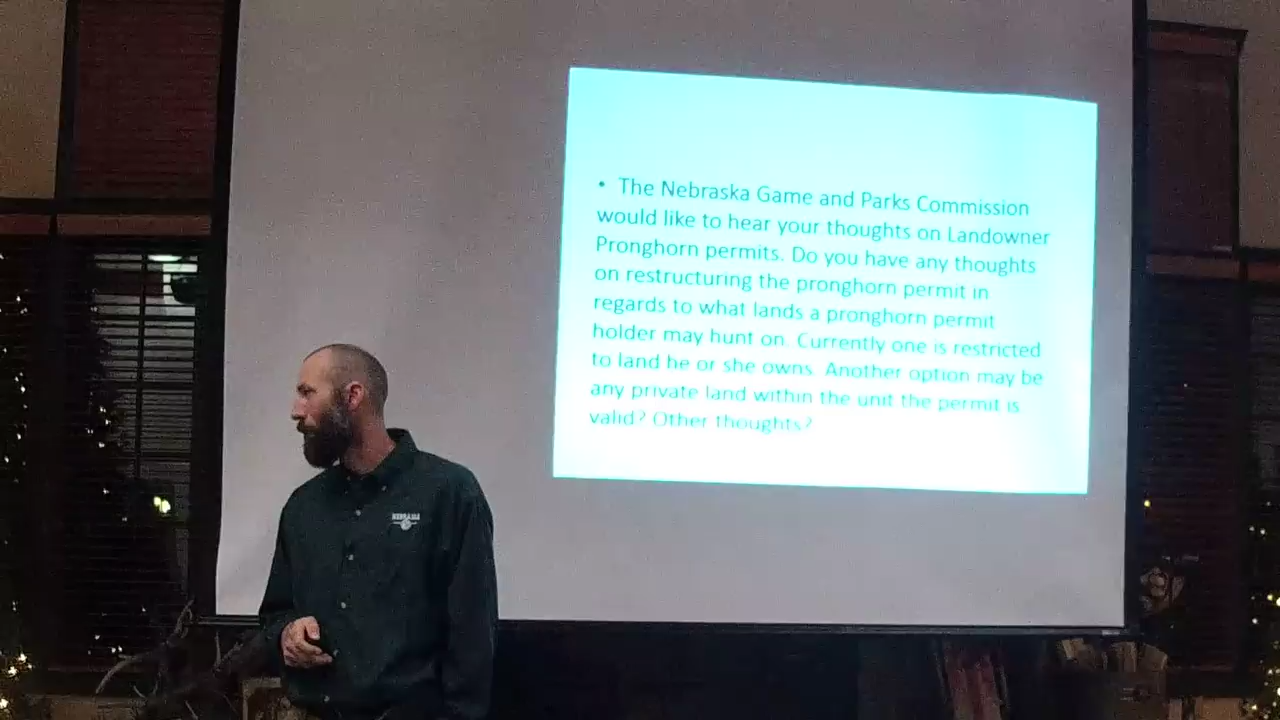 • The Nebraska Game and Parks Commission
would like to hear your thoughts on Landowner
Pronghorn permits. Do you have any thoughts
on restructuring the pronghorn permit in
regards to what lands a pronghorn permit
holder may hunt on. Currently one is restricted
to land he or she owns. Another option may be
any private land within the unit the permit is
valid? Other thoughts?
NEBRASKA